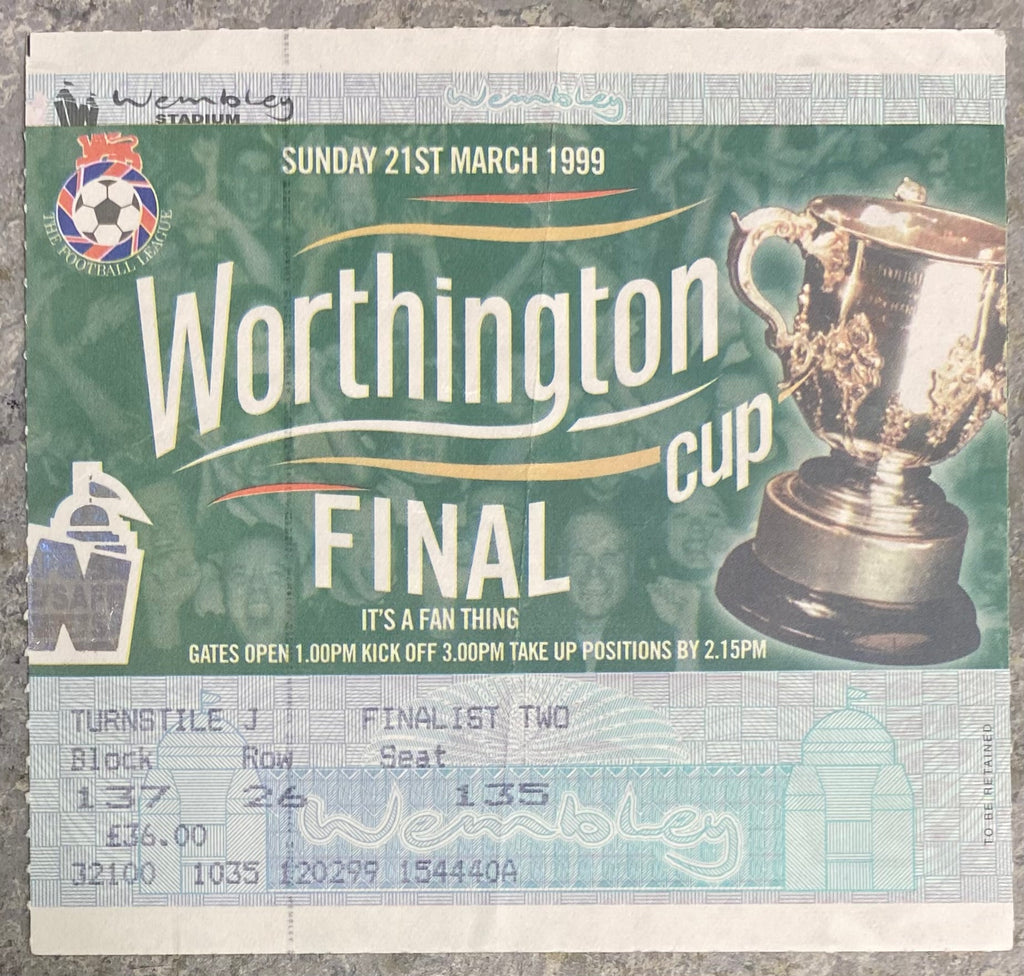 Wembley
STADIUM
Wembley
SUNDAY 21ST MARCH 1999
THE FOOTBALL LEAGUE
Worthington
CUP
FINAL
IT'S A FAN THING
GATES OPEN 1.00PM KICK OFF 3.00PM TAKE UP POSITIONS BY 2.15PM
TURNSTILE J FINALIST TWO
Block Row Seat
137 26 135
£36.00
32100 1035 120299 154440A
Wembley
TO BE RETAINED